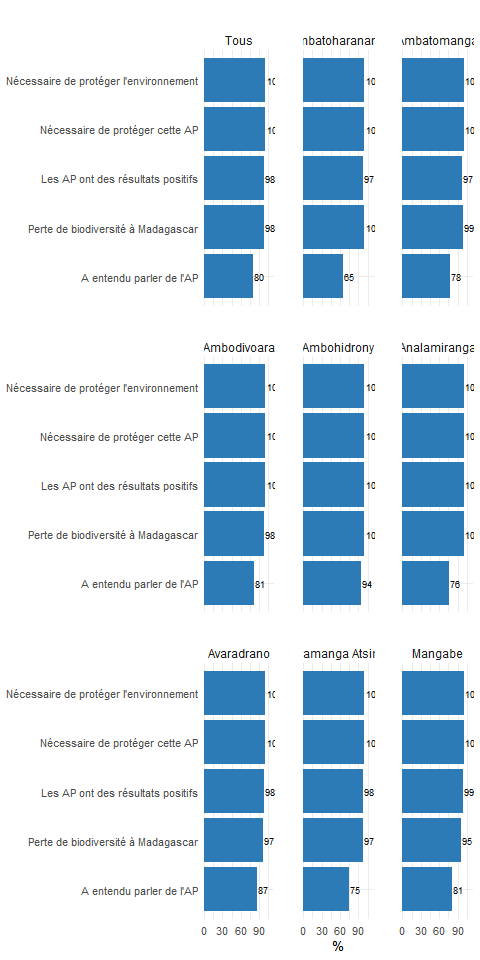 Tous mbatoharanar Ambatomanga
Nécessaire de protéger l'environnement 10 10 10
Nécessaire de protéger cette AP 10 10 10
Les AP ont des résultats positifs 98 97 97
Perte de biodiversité à Madagascar 98 10 99
A entendu parler de l'AP 80 65 78
Ambodivoara Ambohidrony Analamiranga
Nécessaire de protéger l'environnement 10 10 10
Nécessaire de protéger cette AP 10 10 10
Les AP ont des résultats positifs 10 10 10
Perte de biodiversité à Madagascar 98 10 10
A entendu parler de l'AP 81 94 76
Avaradrano amanga Atsin Mangabe
Nécessaire de protéger l'environnement 10 10 10
Nécessaire de protéger cette AP 10 10 10
Les AP ont des résultats positifs 98 98 99
Perte de biodiversité à Madagascar 97 97 95
A entendu parler de l'AP 87 75 81
0 30 60 90 0 30 60 90 0 30 60 90
%